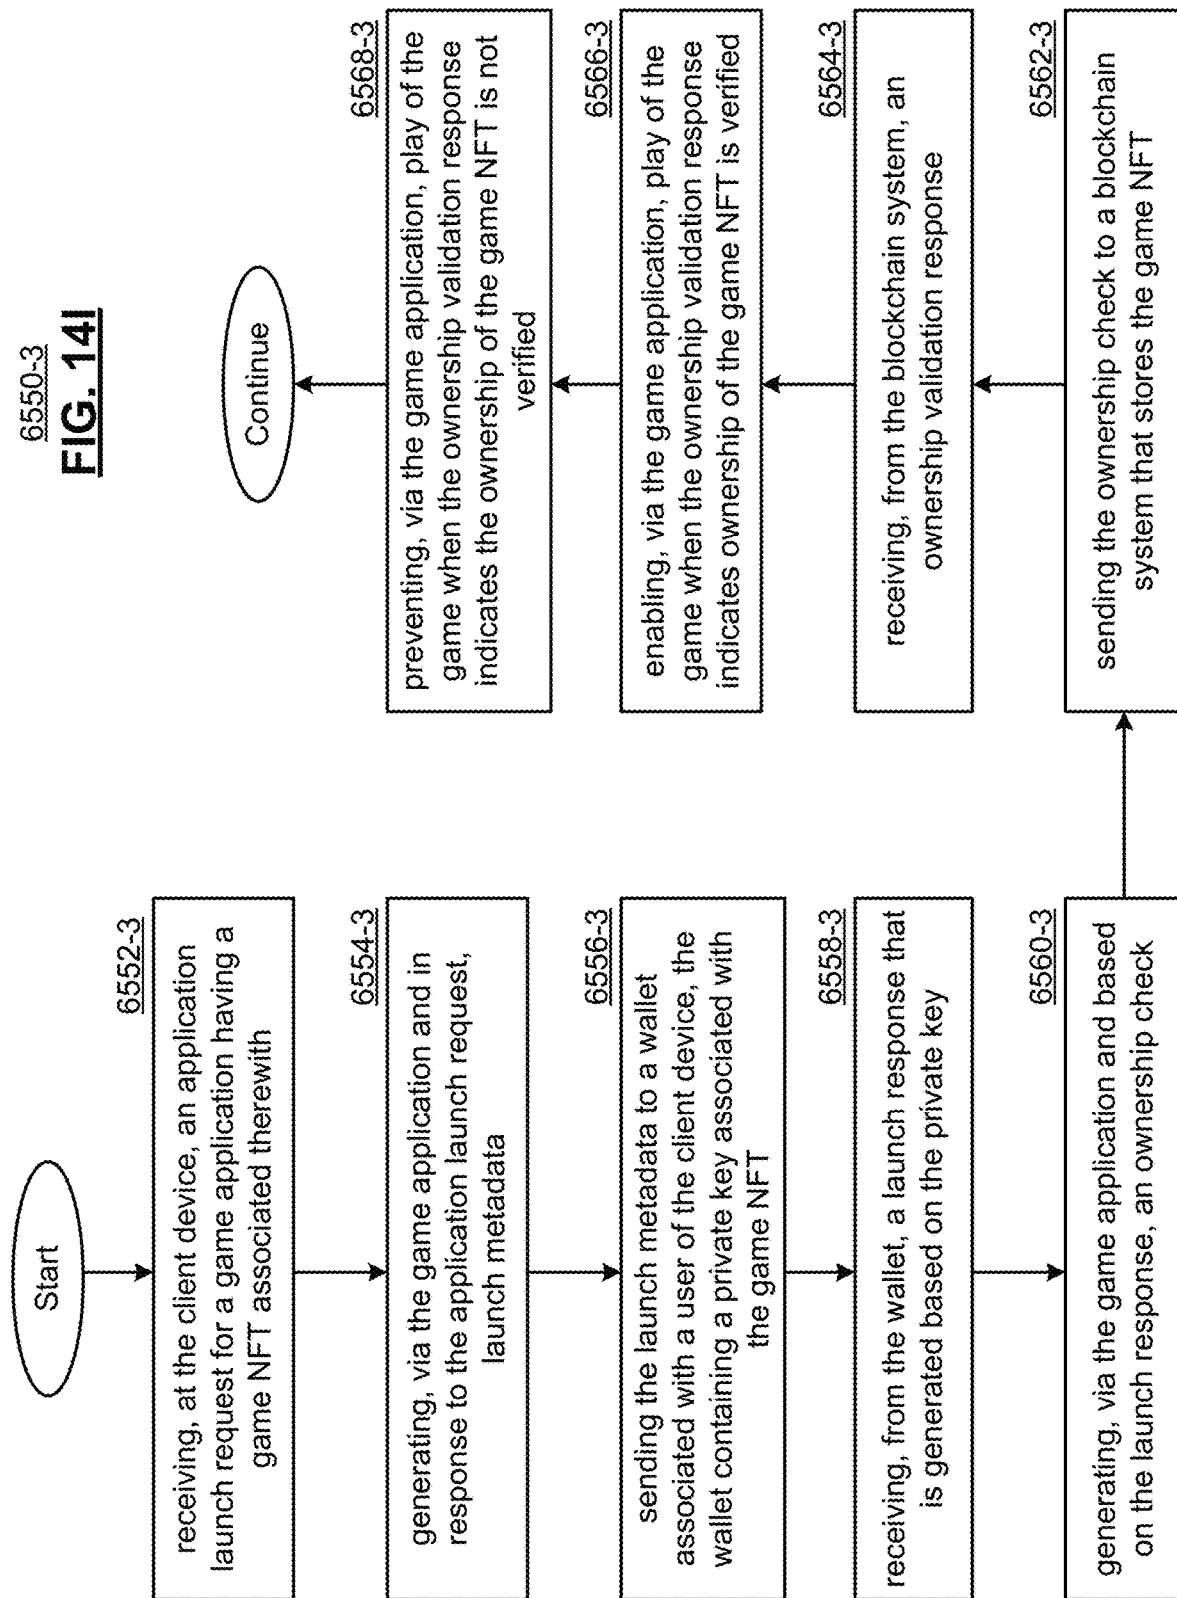 6550-3
FIG. 14I
Start
6552-3
receiving, at the client device, an application
launch request for a game application having a
game NFT associated therewith
6554-3
generating, via the game application and in
response to the application launch request,
launch metadata
6556-3
sending the launch metadata to a wallet
associated with a user of the client device, the
wallet containing a private key associated with
the game NFT
6558-3
receiving, from the wallet, a launch response that
is generated based on the private key
6560-3
generating, via the game application and based
on the launch response, an ownership check
6562-3
sending the ownership check to a blockchain
system that stores the game NFT
6564-3
receiving, from the blockchain system, an
ownership validation response
6566-3
enabling, via the game application, play of the
game when the ownership validation response
indicates ownership of the game NFT is verified
6568-3
preventing, via the game application, play of the
game when the ownership validation response
indicates the ownership of the game NFT is not
verified
Continue